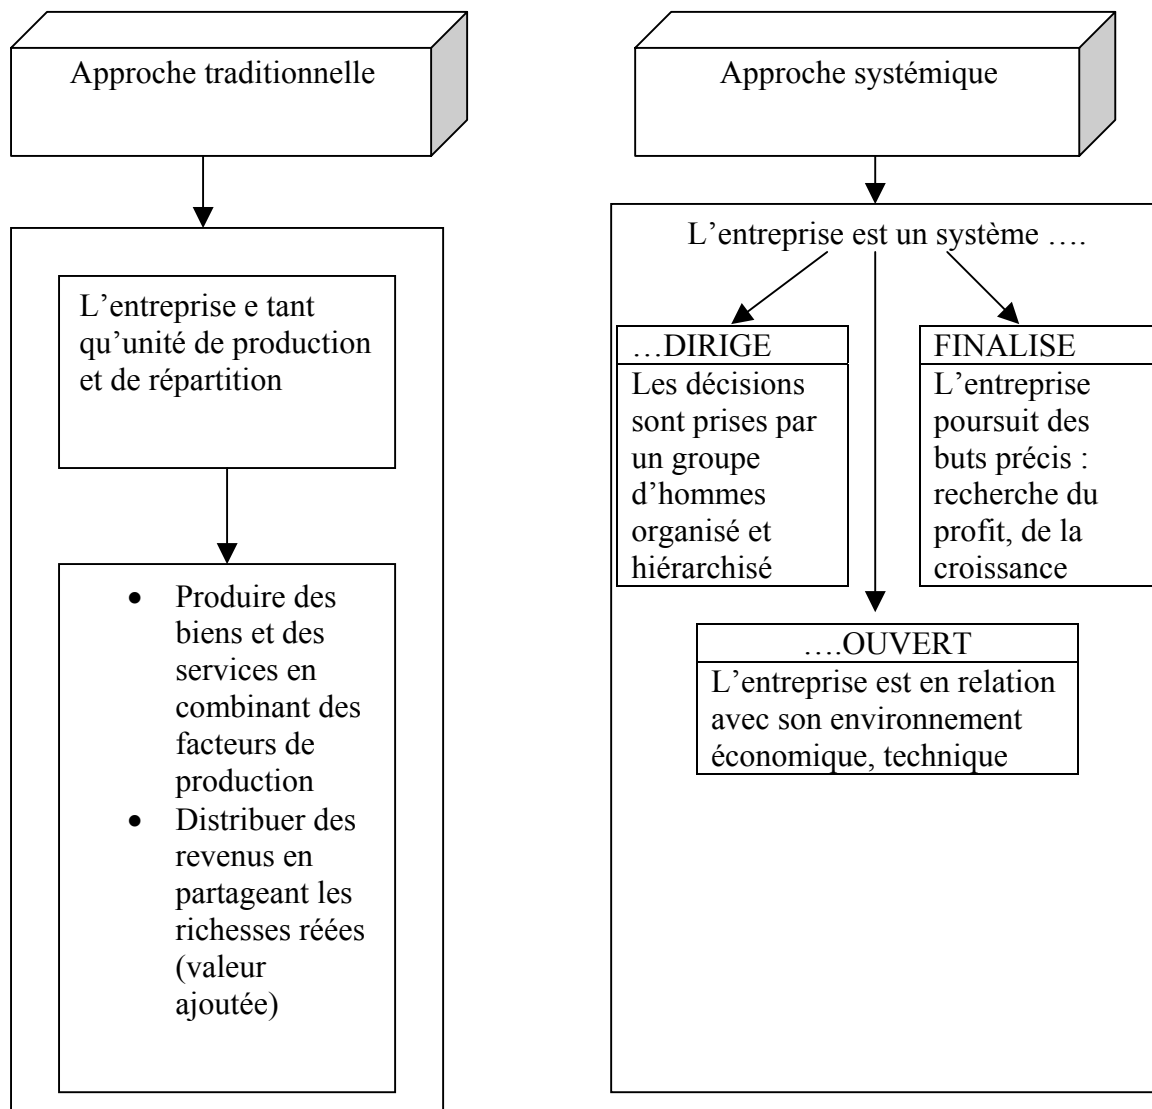 Approche traditionnelle
L’entreprise e tant
qu’unité de production
et de répartition
• Produire des
biens et des
services en
combinant des
facteurs de
production
• Distribuer des
revenus en
partageant les
richesses réées
(valeur
ajoutée)
Approche systémique
L’entreprise est un système ….
…DIRIGE
Les décisions
sont prises par
un groupe
d’hommes
organisé et
hiérarchisé
FINALISE
L’entreprise
poursuit des
buts précis :
recherche du
profit, de la
croissance
….OUVERT
L’entreprise est en relation
avec son environnement
économique, technique